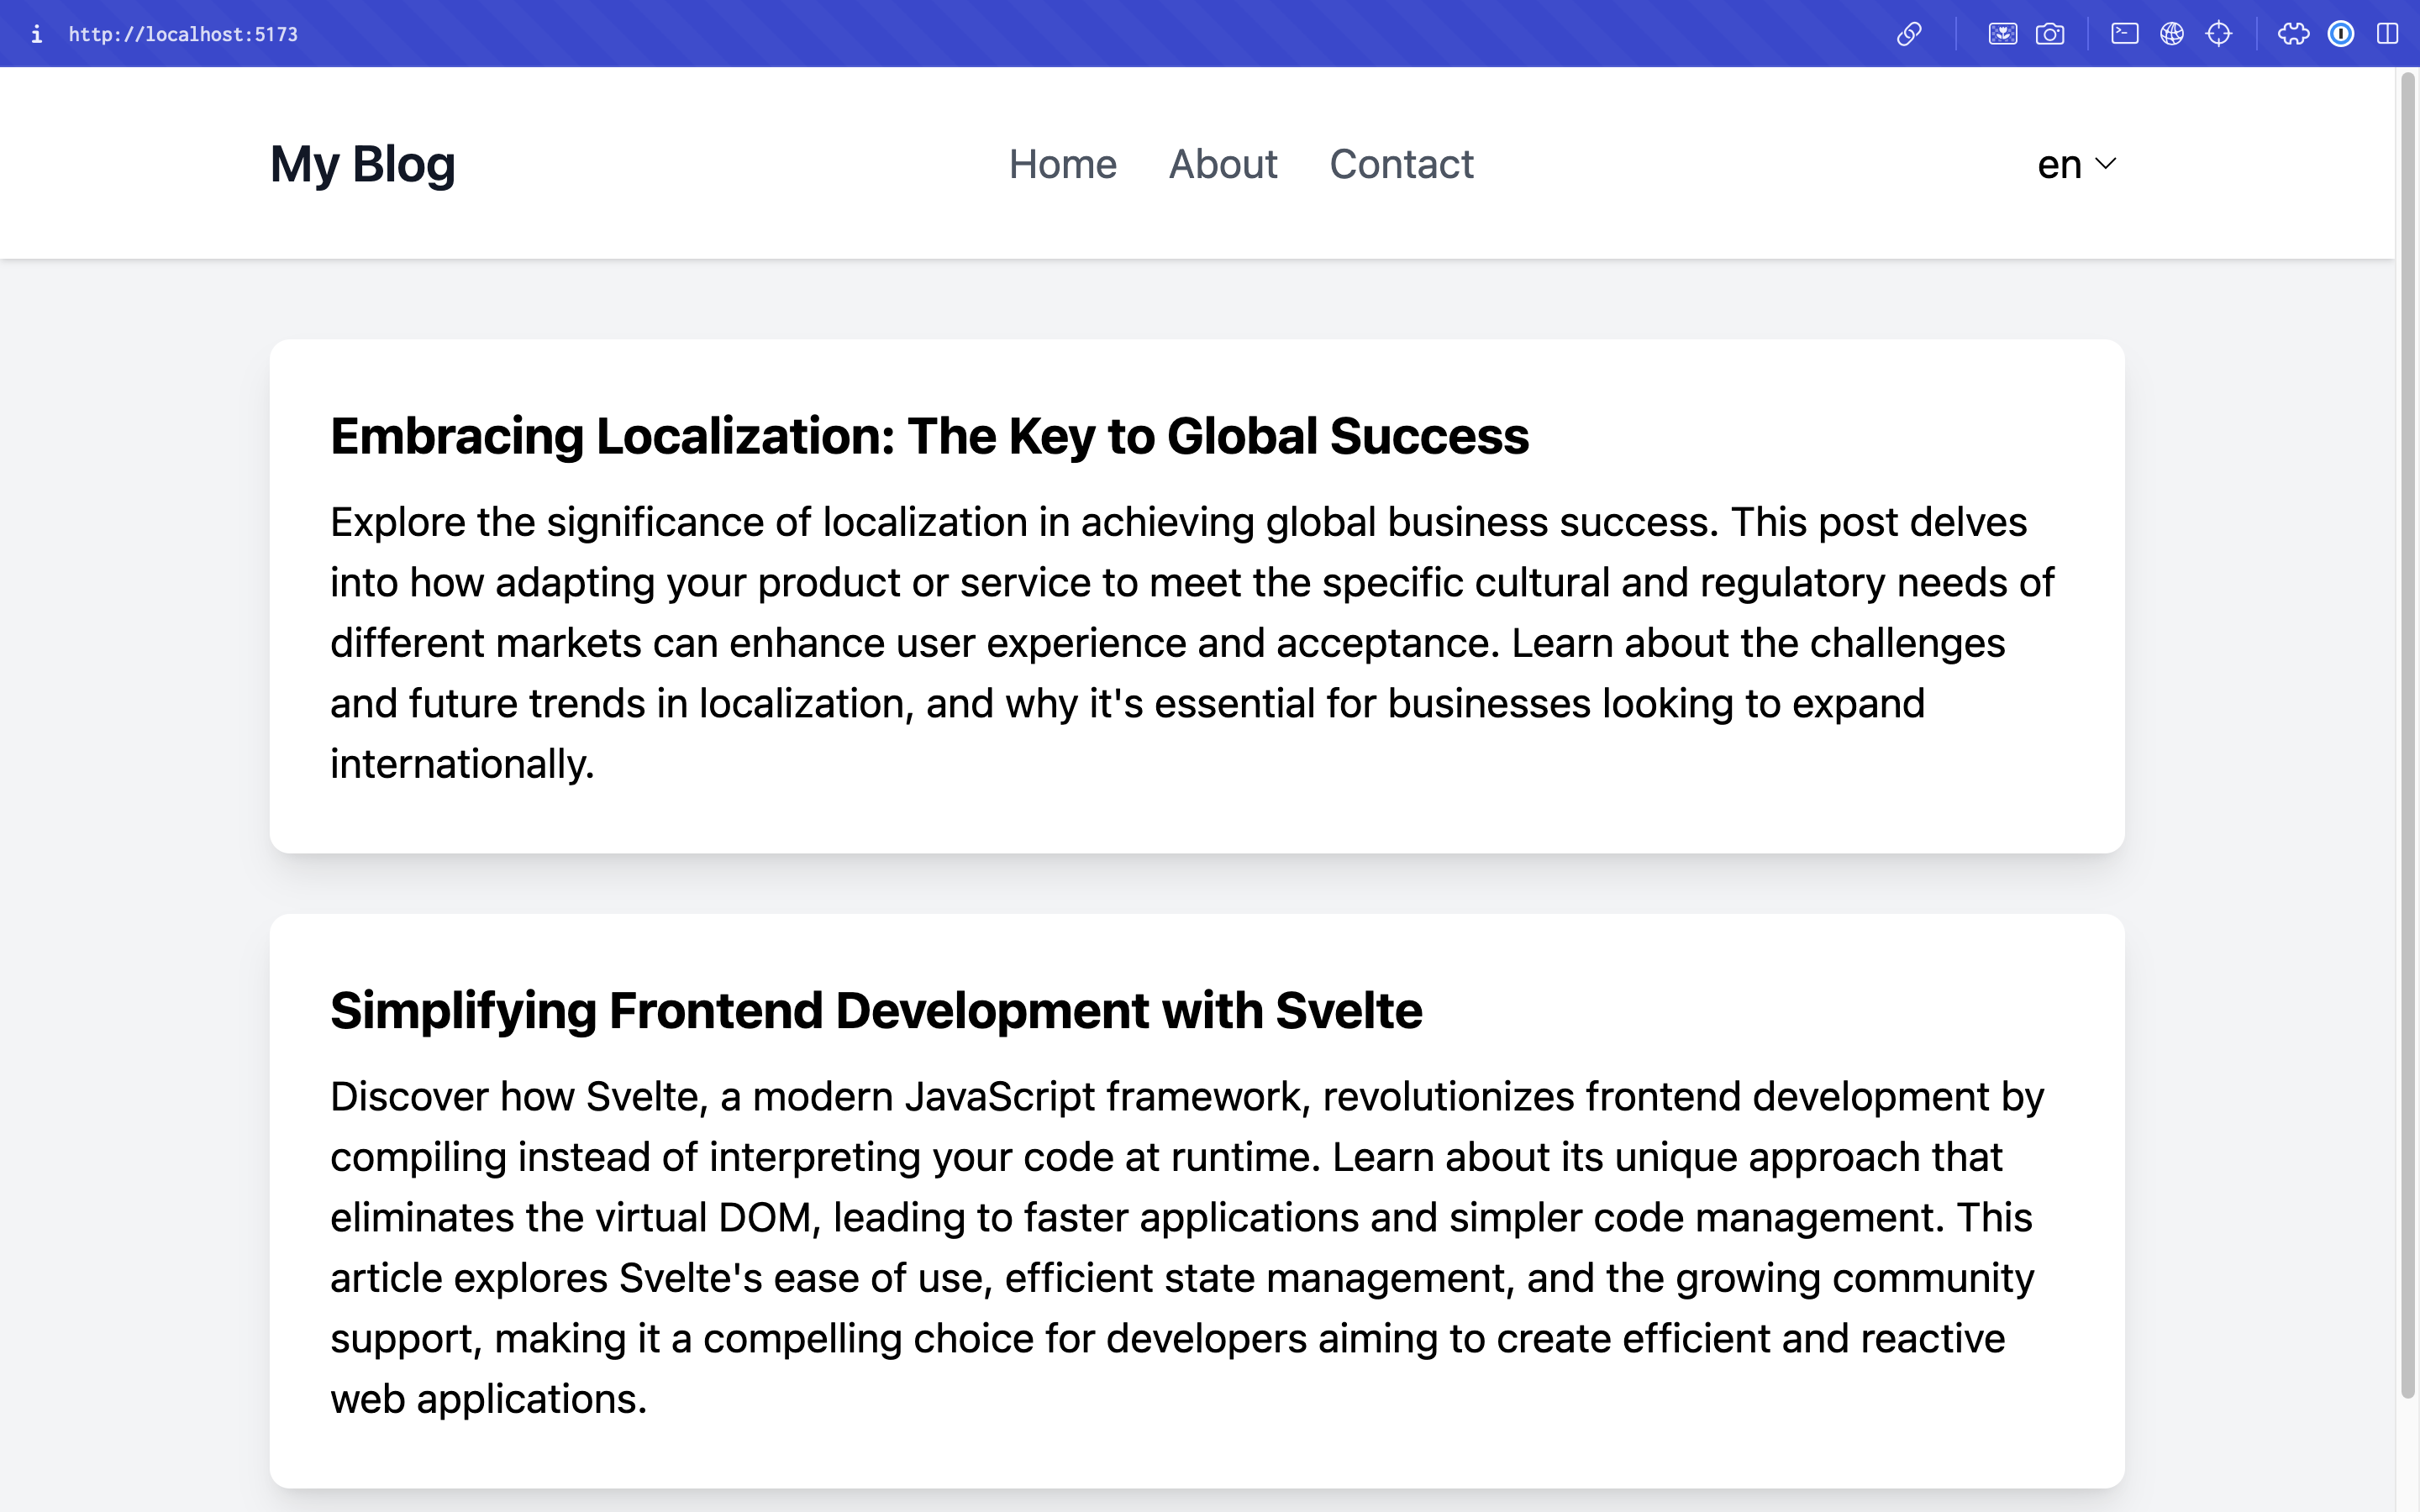 http://localhost:5173
My Blog
Home About Contact
en
Embracing Localization: The Key to Global Success
Explore the significance of localization in achieving global business success. This post delves
into how adapting your product or service to meet the specific cultural and regulatory needs of
different markets can enhance user experience and acceptance. Learn about the challenges
and future trends in localization, and why it's essential for businesses looking to expand
internationally.
Simplifying Frontend Development with Svelte
Discover how Svelte, a modern JavaScript framework, revolutionizes frontend development by
compiling instead of interpreting your code at runtime. Learn about its unique approach that
eliminates the virtual DOM, leading to faster applications and simpler code management. This
article explores Svelte's ease of use, efficient state management, and the growing community
support, making it a compelling choice for developers aiming to create efficient and reactive
web applications.